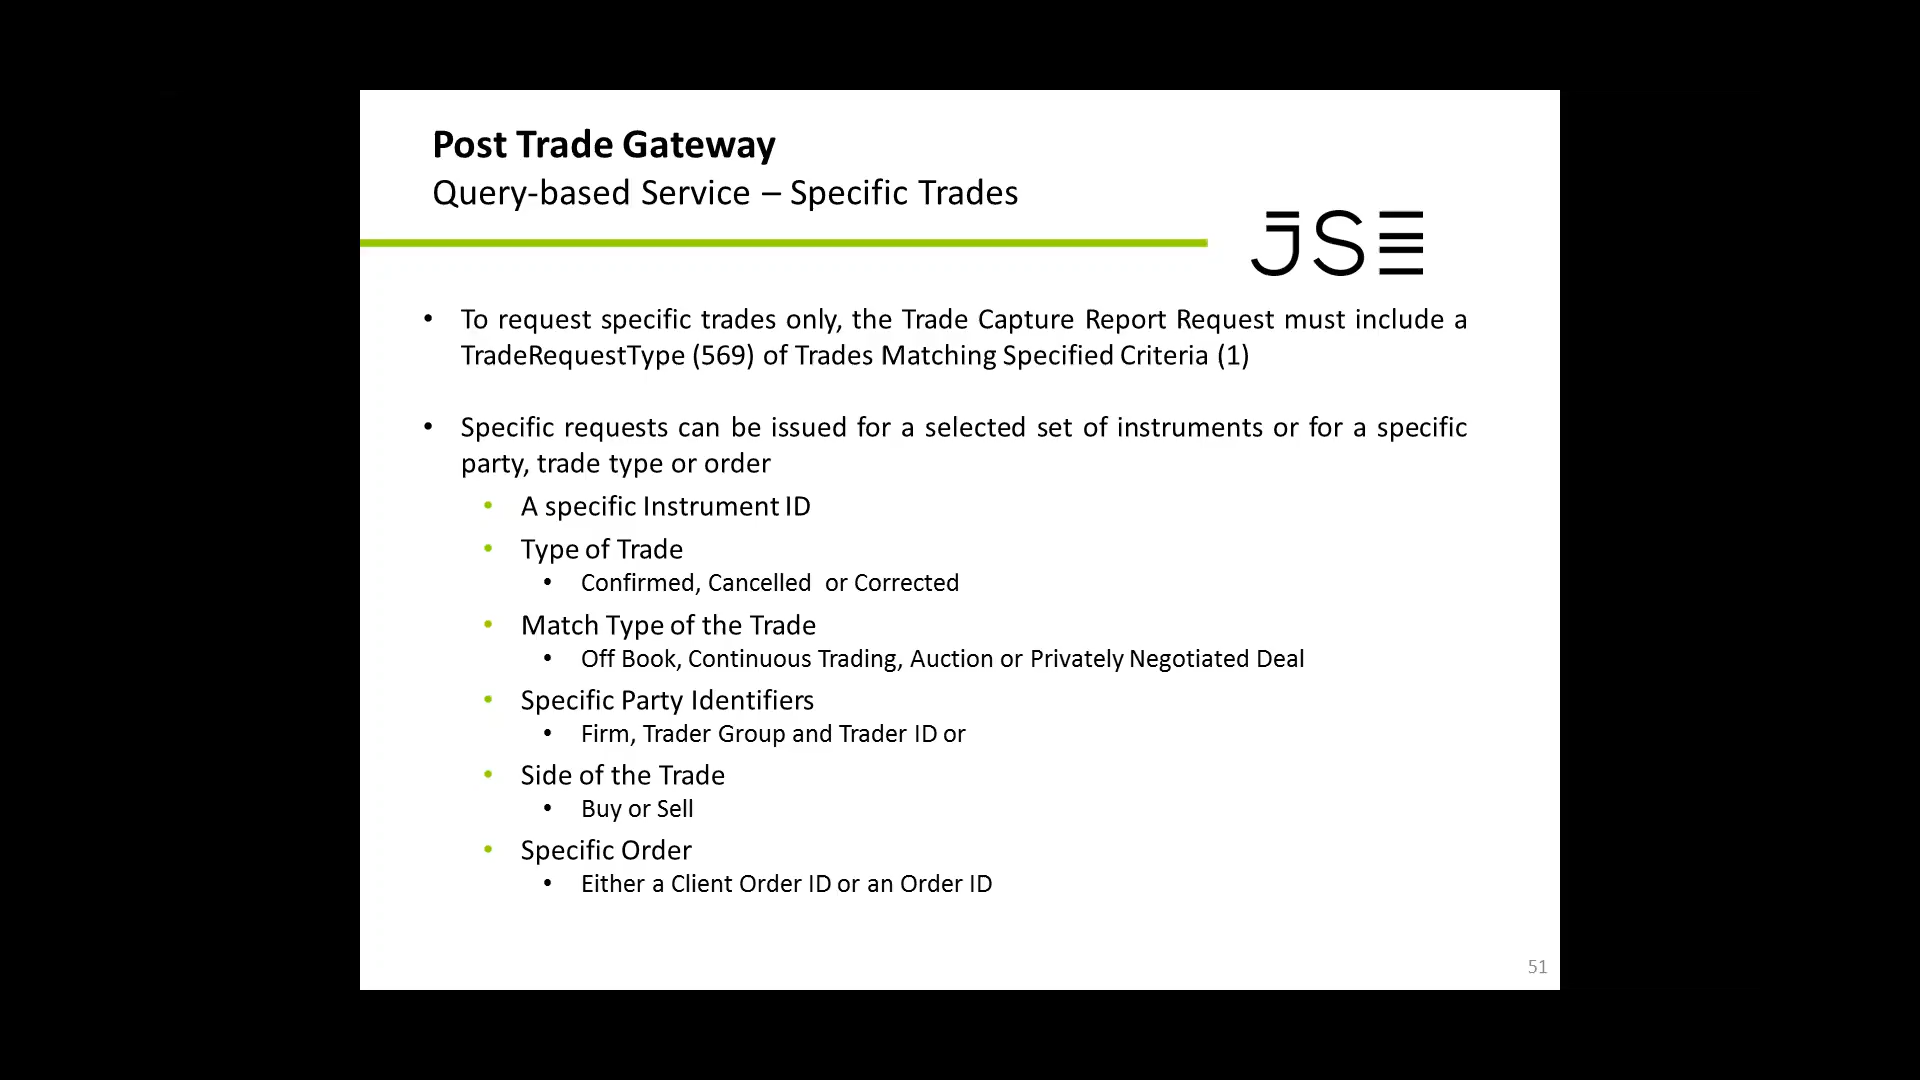 Post Trade Gateway
Query-based Service – Specific Trades
JSE
• To request specific trades only, the Trade Capture Report Request must include a
TradeRequestType (569) of Trades Matching Specified Criteria (1)
• Specific requests can be issued for a selected set of instruments or for a specific
party, trade type or order
• A specific Instrument ID
• Type of Trade
• Confirmed, Cancelled  or Corrected
• Match Type of the Trade
• Off Book, Continuous Trading, Auction or Privately Negotiated Deal
• Specific Party Identifiers
• Firm, Trader Group and Trader ID or
• Side of the Trade
• Buy or Sell
• Specific Order
• Either a Client Order ID or an Order ID
51